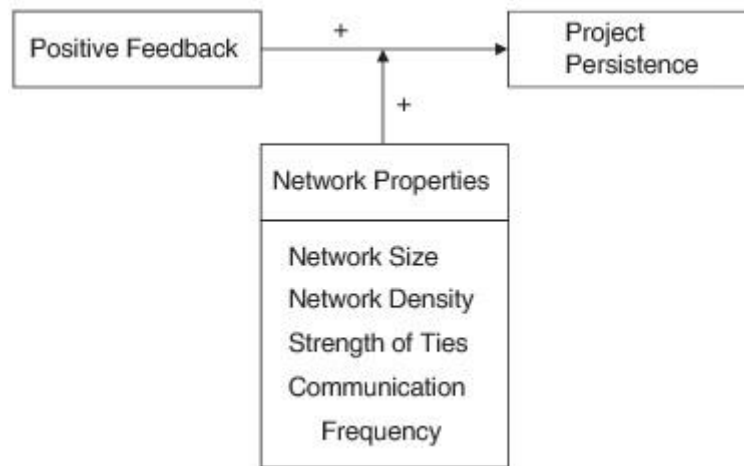 Positive Feedback
+
Project
Persistence
+
Network Properties
Network Size
Network Density
Strength of Ties
Communication
Frequency